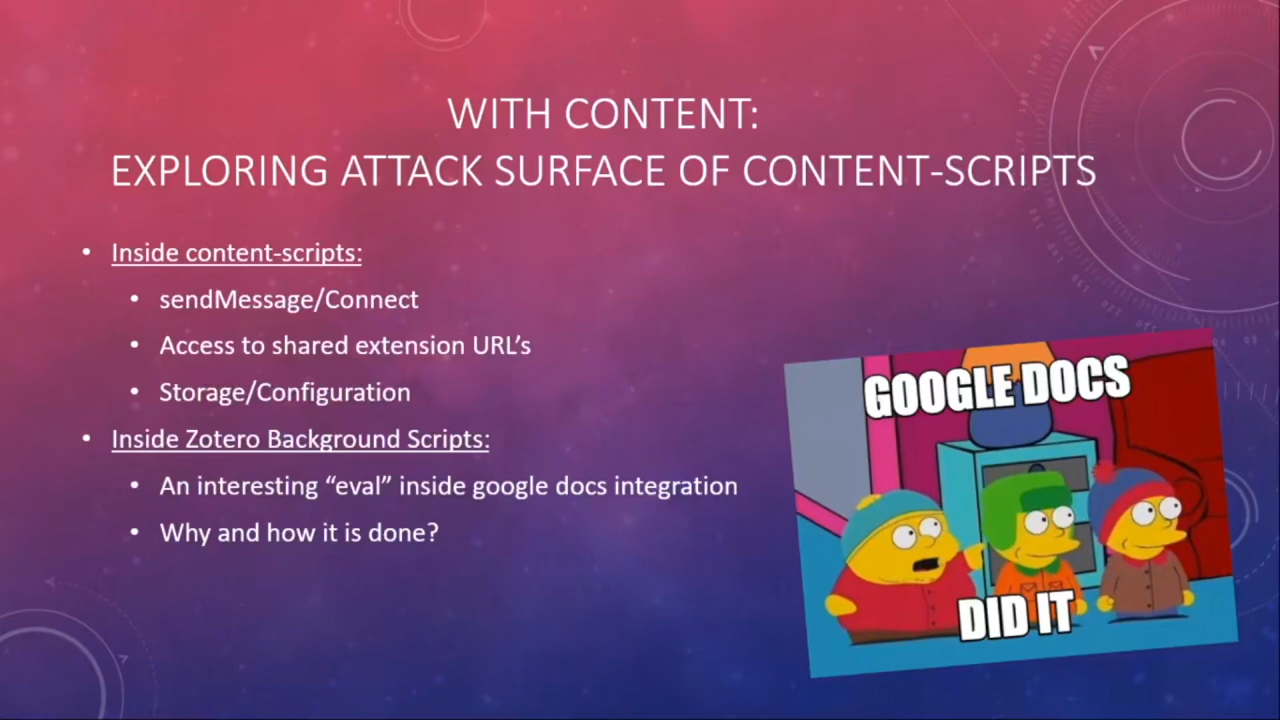 WITH CONTENT:
EXPLORING ATTACK SURFACE OF CONTENT-SCRIPTS
• Inside content-scripts:
• sendMessage/Connect
• Access to shared extension URL’s
• Storage/Configuration
• Inside Zotero Background Scripts:
• An interesting “eval” inside google docs integration
• Why and how it is done?
GOOGLE DOCS
DID IT